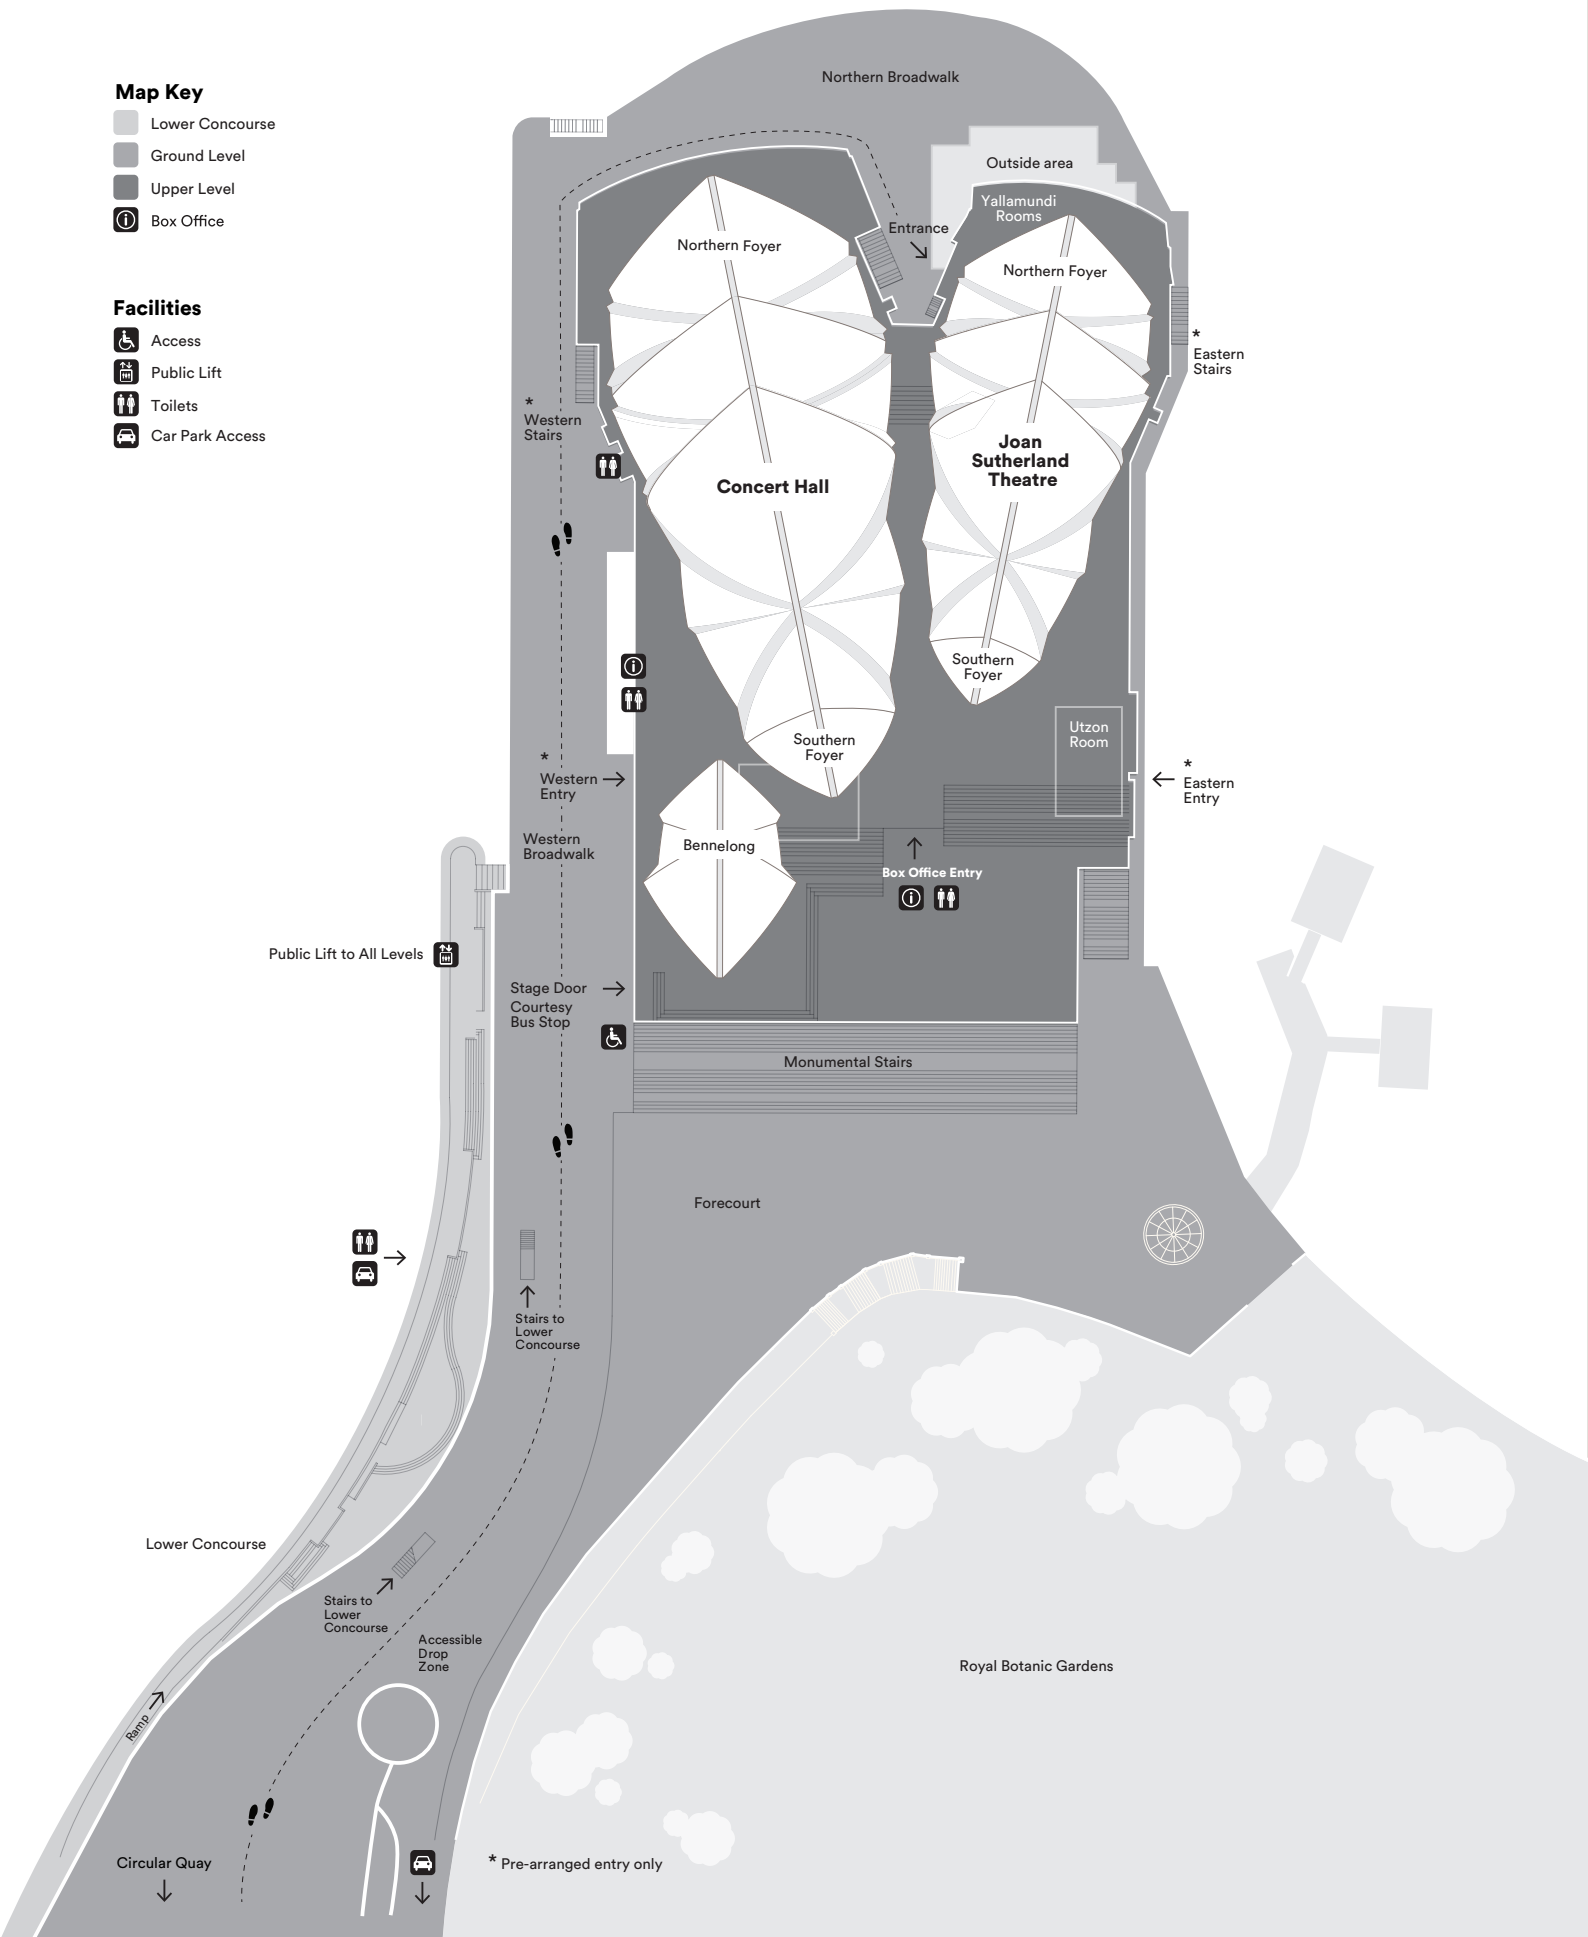 Map Key
Lower Concourse
Ground Level
Upper Level
Box Office
Facilities
Access
Public Lift
Toilets
Car Park Access
Northern Broadwalk
Outside area
Yallamundi
Rooms
Entrance
Northern Foyer
Northern Foyer
*
Eastern
Stairs
*
Western
Stairs
Concert Hall
Joan
Sutherland
Theatre
Southern
Foyer
Southern
Foyer
Utzon
Room
*
Western
Entry
*
Eastern
Entry
Western
Broadwalk
Bennelong
Box Office Entry
Public Lift to All Levels
Stage Door
Courtesy
Bus Stop
Monumental Stairs
Forecourt
Stairs to
Lower
Concourse
Lower Concourse
Stairs to
Lower
Concourse
Accessible
Drop
Zone
Royal Botanic Gardens
Ramp
Circular Quay
* Pre-arranged entry only